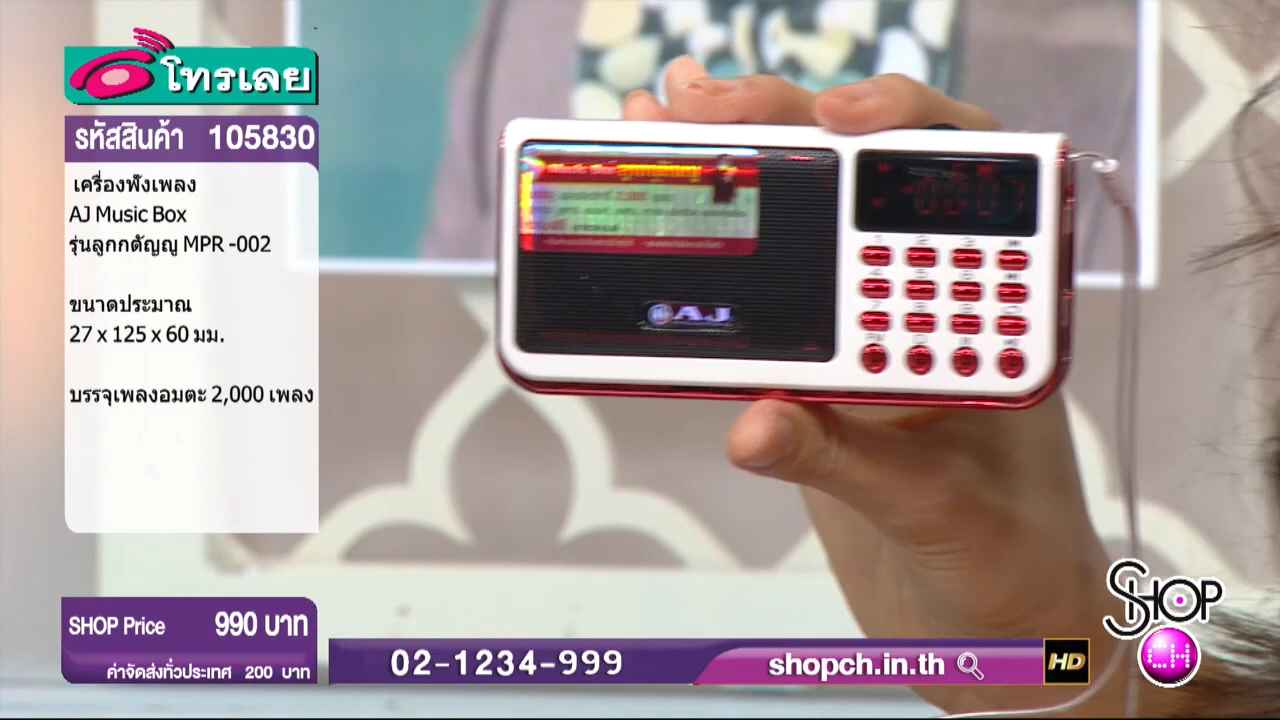 โทรเลย
รหัสสินค้า 105830
เครื่องฟังเพลง
AJ Music Box
รุ่นลูกกตัญญู MPR -002
ขนาดประมาณ
27 x 125 x 60 มม.
บรรจุเพลงอมตะ 2,000 เพลง
AJ
SHOP Price 990 บาท
ค่าจัดส่งทั่วประเทศ 200 บาท
02-1234-999
shopch.in.th
HD
SHOP
CH